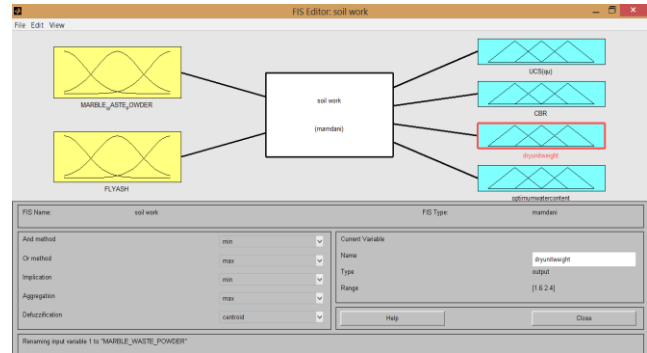 FIS Editor: soil work
File Edit View
MARBLE_WASTE_POWDER
FLYASH
soil work
(mamdani)
UCS(qu)
CBR
dryunitweight
optimumwatercontent
FIS Name: soil work FIS Type: mamdani
And method min
Or method max
Implication min
Aggregation max
Defuzzification centroid
Current Variable
Name dryunitweight
Type output
Range [1.6 2.4]
Help Close
Renaming input variable 1 to "MARBLE_WASTE_POWDER"